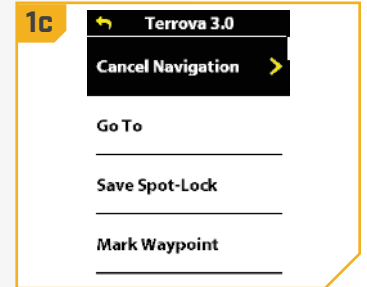 1c
Terrova 3.0
Cancel Navigation
Go To
Save Spot-Lock
Mark Waypoint